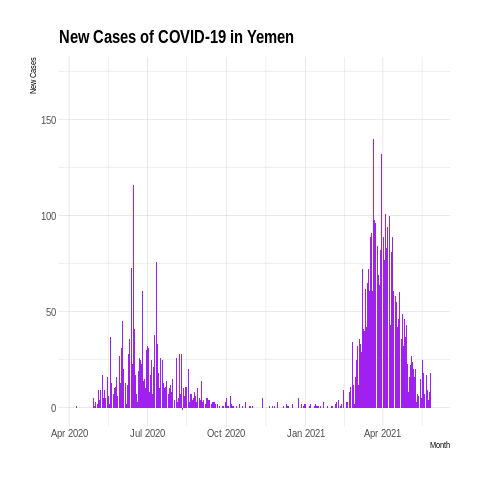 New Cases of COVID-19 in Yemen
New Cases
150
100
50
0
Apr 2020 Jul 2020 Oct 2020 Jan 2021 Apr 2021
Month